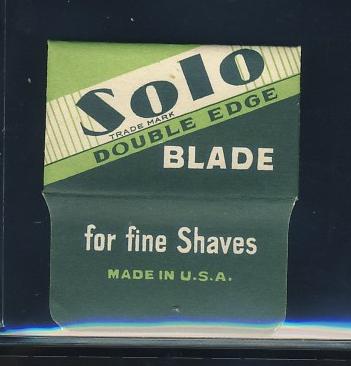 Solo
TRADE MARK
DOUBLE EDGE
BLADE
for fine Shaves
MADE IN U.S.A.